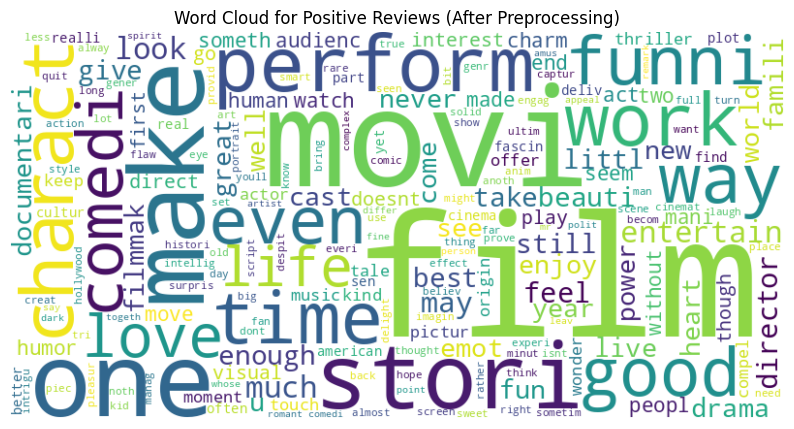 Word Cloud for Positive Reviews (After Preprocessing)
less realli look someth audienc interest charm thriller plot
spirit alway go true amus end
quit give perform funni famili
long gener provid smart rare part human watch never made deliv act two world
charact comedi make movi work way
documentari action lot first real art seen bit genr captur full turn
style flaw eye portrait great well complex solid show engag appeal
fascin want new find
keep direct actor cast doesnt bring yet comic come ultim offer littl seem
cultur filmmak set youll know anoth anim take beauti man
even artist differ might cinema play scene cinemat laugh
histori old use see far becom mani
intellig day script despit everi fine thing prove mr polit still entertain
hollywood surpris life tale best effect origin enjoy power without though place
creat big music kind believ feel heart
say move time sen delight imagin may year director
dark fan pictur person
tri togeth love dont film
humor enough american thought emot leav experi live compel
better piec visual back minut isnt wonder
intrigu noth much hope rather think fun need
pleasur kid manag one moment whose touch point stori good
often u almost screen sweet right sometim peopl drama
romant comedi